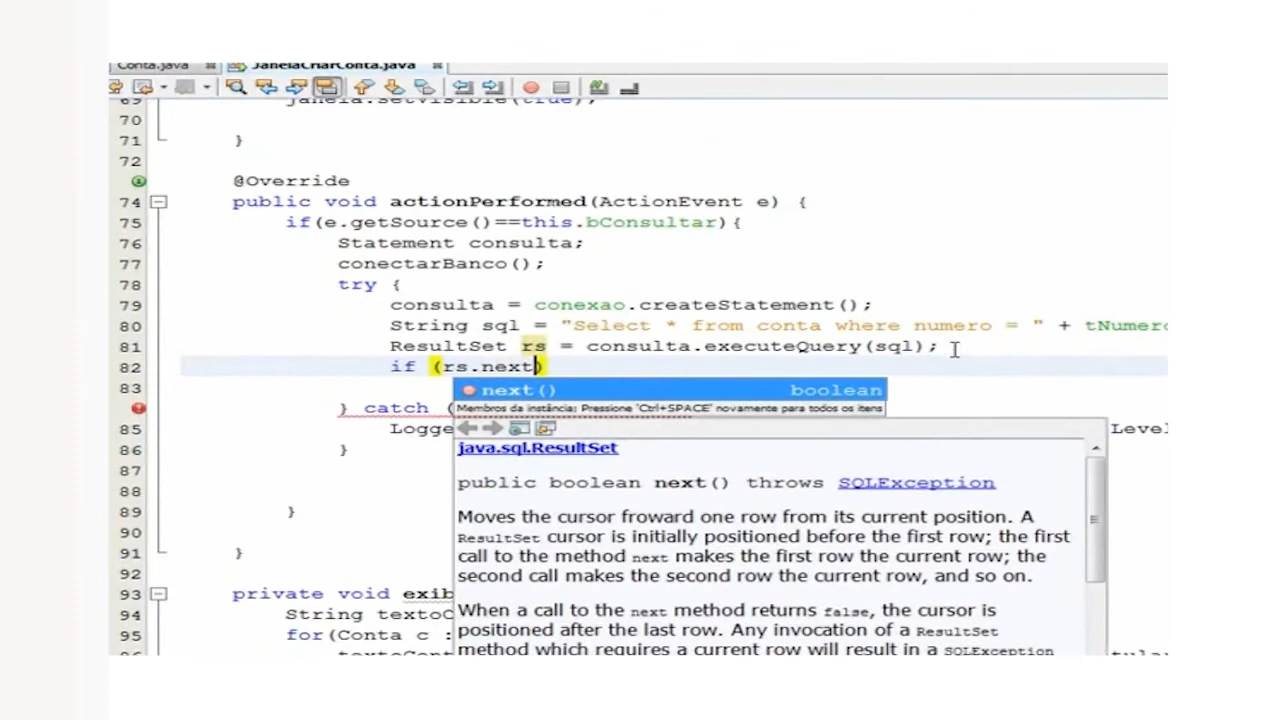 Conta.java JanelaCriarConta.java
69 janela.setVisible(true);
70
71 }
72
@Override
74 public void actionPerformed(ActionEvent e) {
75 if(e.getSource()==this.bConsultar){
76 Statement consulta;
77 conectarBanco();
78 try {
79 consulta = conexao.createStatement();
80 String sql = "Select * from conta where numero = " + tNumero
81 ResultSet rs = consulta.executeQuery(sql);
82 if (rs.next)
83 next() boolean
} catch ( Membros da instância; Pressione 'Ctrl+SPACE' novamente para todos os itens
85 Logge Level
86 }
java.sql.ResultSet
87
public boolean next() throws SQLException
88
89 }
Moves the cursor froward one row from its current position. A
90
ResultSet cursor is initially positioned before the first row; the first
91 }
call to the method next makes the first row the current row; the
92
second call makes the second row the current row, and so on.
93 private void exib
When a call to the next method returns false, the cursor is
94 String textoC
positioned after the last row. Any invocation of a ResultSet
95 for(Conta c :
method which requires a current row will result in a SQLException
textoCont